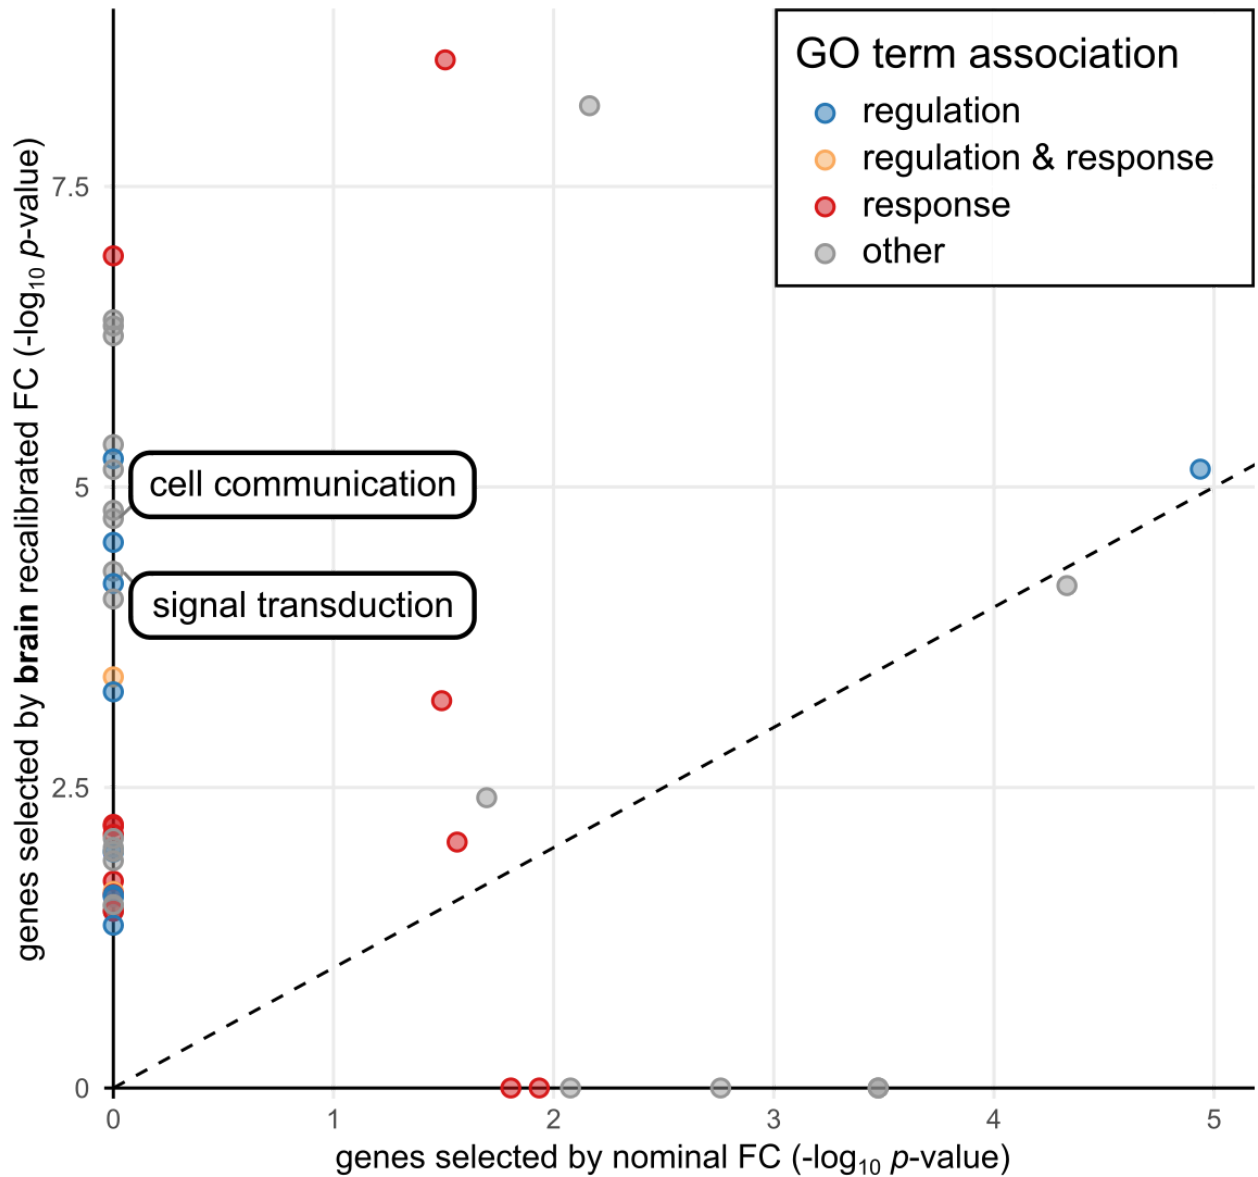 GO term association
regulation
regulation & response
response
other
genes selected by brain recalibrated FC (-log₁₀ p-value)
7.5
5
2.5
0
cell communication
signal transduction
0 1 2 3 4 5
genes selected by nominal FC (-log₁₀ p-value)